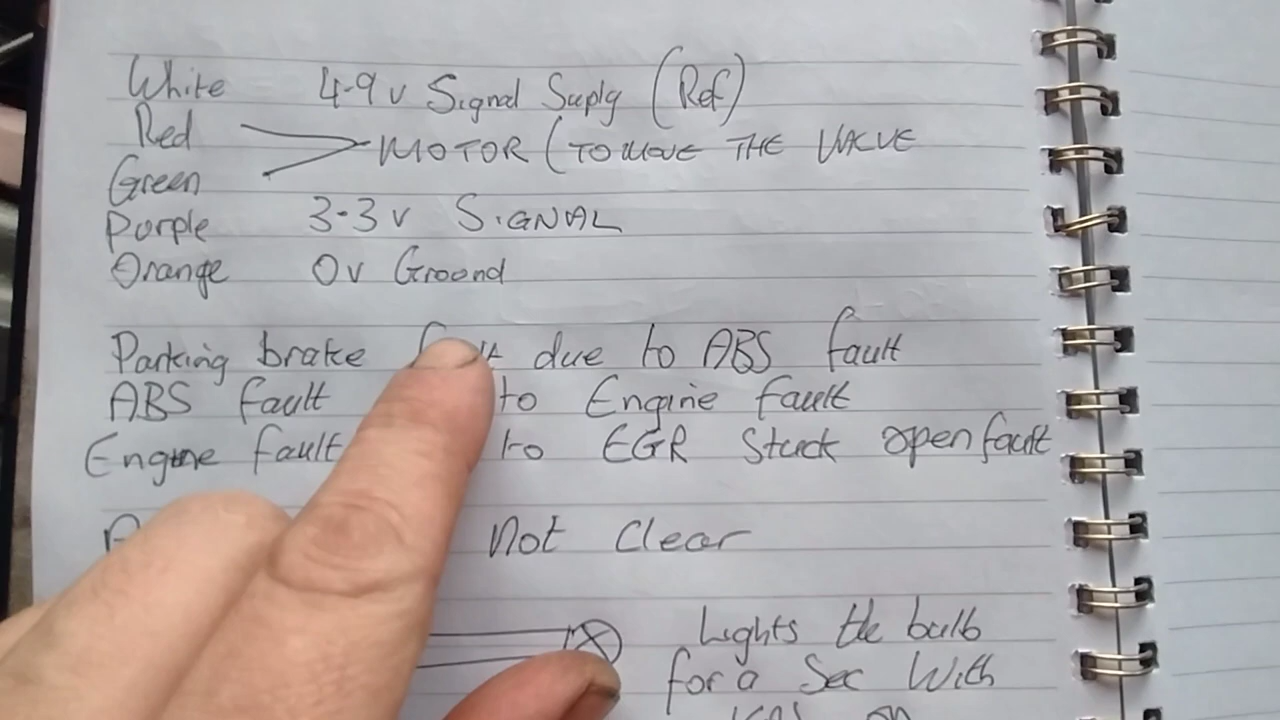 White 4.9v Signal Suply (Ref)
Red
MOTOR (TO MOVE THE VALVE
Green
Purple 3.3v SIGNAL
Orange 0v Ground
Parking brake due to ABS fault
ABS fault to Engine fault
Engine fault to EGR Stuck open fault
Not Clear
Lights the bulb
for a Sec With
on